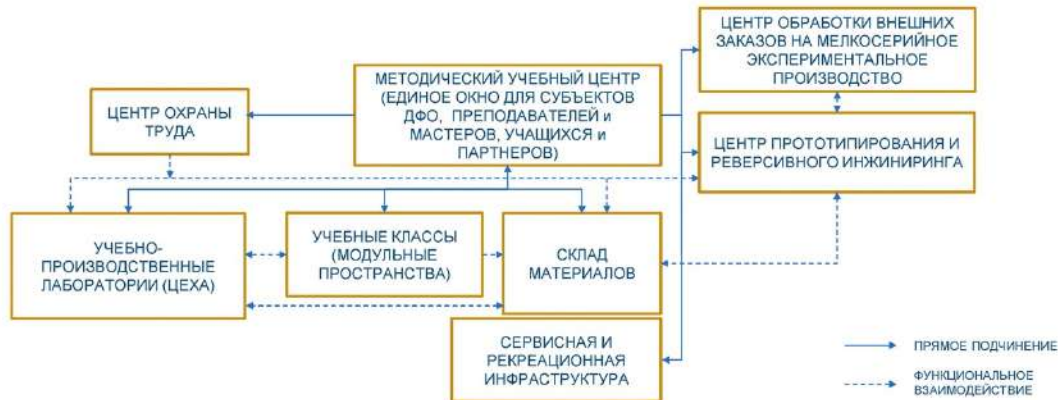 ЦЕНТР ОБРАБОТКИ ВНЕШНИХ
ЗАКАЗОВ НА МЕЛКОСЕРИЙНОЕ
ЭКСПЕРИМЕНТАЛЬНОЕ
ПРОИЗВОДСТВО
МЕТОДИЧЕСКИЙ УЧЕБНЫЙ ЦЕНТР
(ЕДИНОЕ ОКНО ДЛЯ СУБЪЕКТОВ
ДФО, ПРЕПОДАВАТЕЛЕЙ и
МАСТЕРОВ, УЧАЩИХСЯ и
ПАРТНЕРОВ)
ЦЕНТР ОХРАНЫ
ТРУДА
ЦЕНТР ПРОТОТИПИРОВАНИЯ И
РЕВЕРСИВНОГО ИНЖИНИРИНГА
УЧЕБНО-
ПРОИЗВОДСТВЕННЫЕ
ЛАБОРАТОРИИ (ЦЕХА)
УЧЕБНЫЕ КЛАССЫ
(МОДУЛЬНЫЕ
ПРОСТРАНСТВА)
СКЛАД
МАТЕРИАЛОВ
СЕРВИСНАЯ И
РЕКРЕАЦИОННАЯ
ИНФРАСТРУКТУРА
ПРЯМОЕ ПОДЧИНЕНИЕ
ФУНКЦИОНАЛЬНОЕ
ВЗАИМОДЕЙСТВИЕ